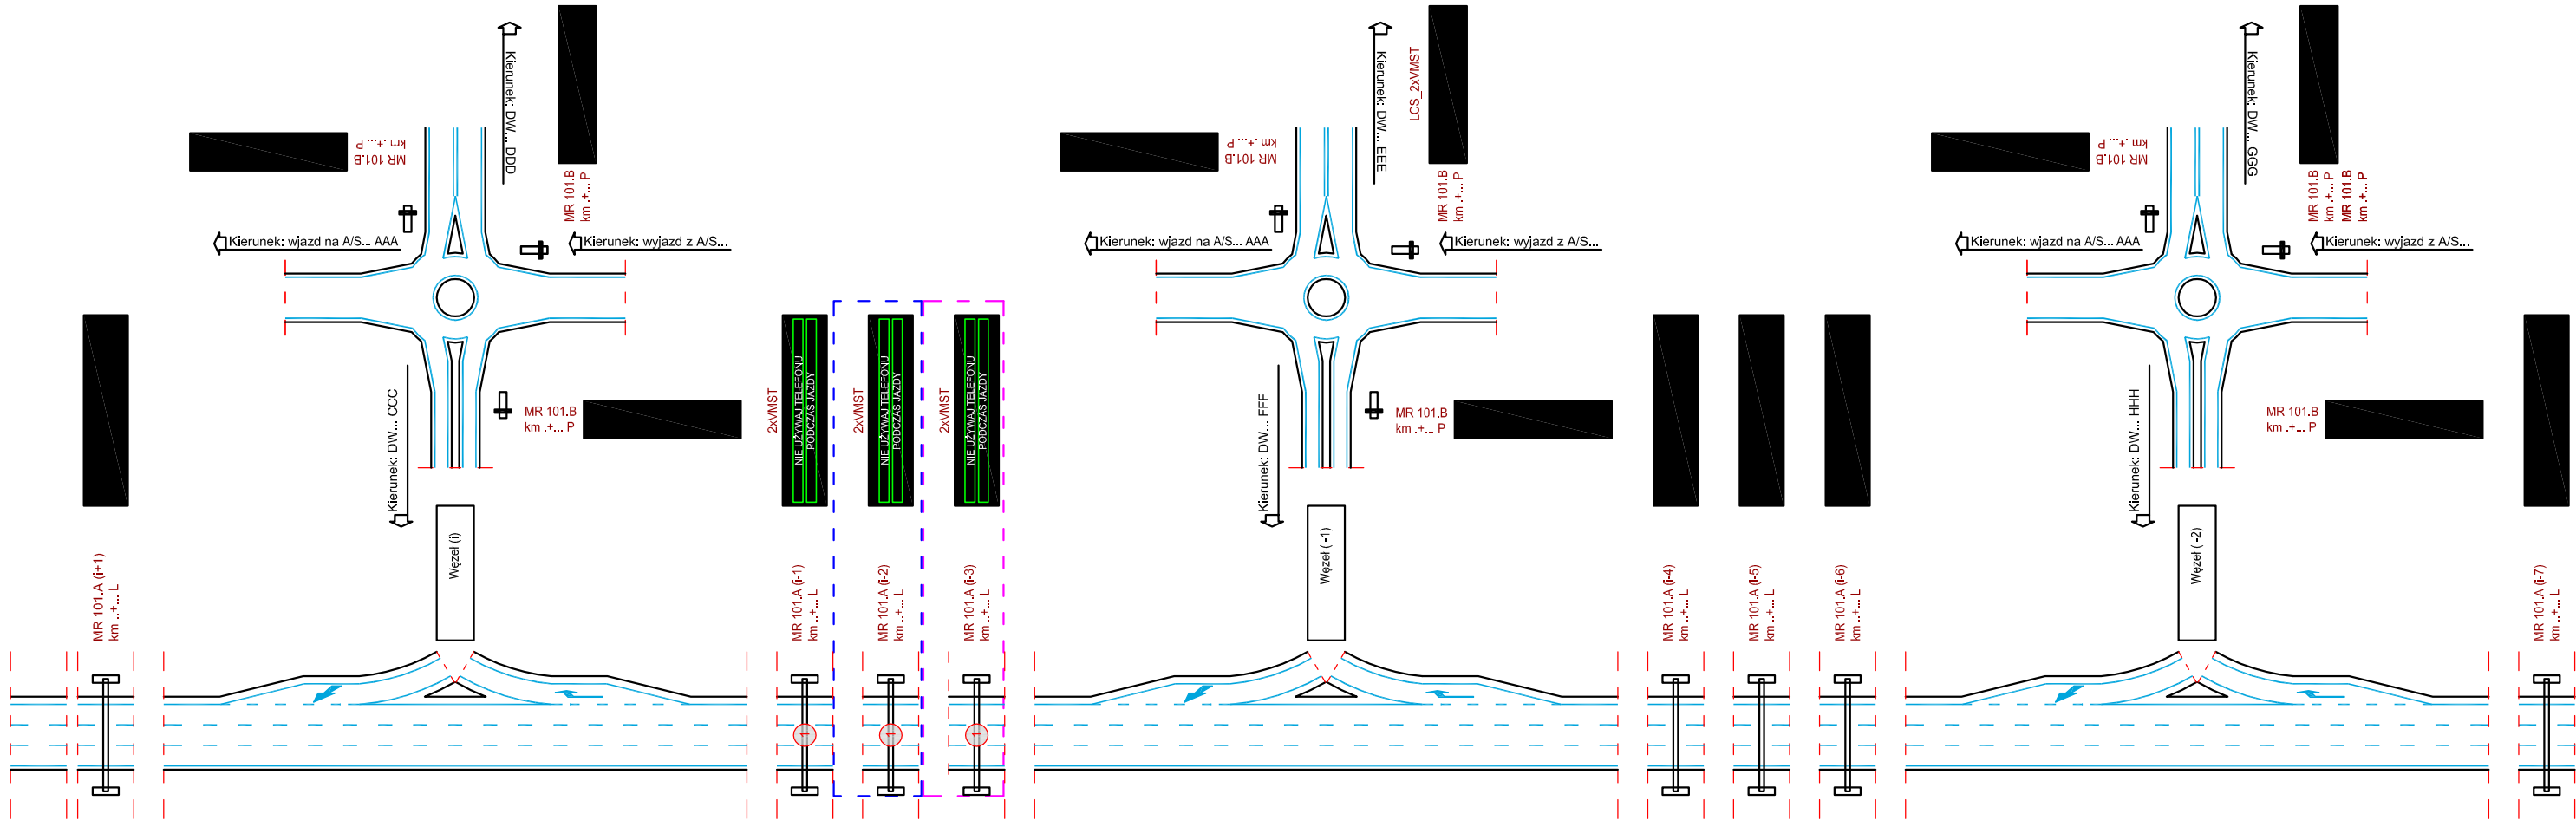 Kierunek: DW... DDD
MR 101.B
km .+... P
MR 101.B
km .+... P
Kierunek: wjazd na A/S... AAA
Kierunek: wyjazd z A/S...
Kierunek: DW... CCC
MR 101.B
km .+... P
Węzeł (i)
MR 101.A (i+1)
km ..+... L
2xVMST
NIE UŻYWAJ TELEFONU
PODCZAS JAZDY
MR 101.A (i-1)
km ..+... L
1
2xVMST
NIE UŻYWAJ TELEFONU
PODCZAS JAZDY
MR 101.A (i-2)
km ..+... L
1
2xVMST
NIE UŻYWAJ TELEFONU
PODCZAS JAZDY
MR 101.A (i-3)
km ..+... L
1
Kierunek: DW... EEE
LCS_2xVMST
MR 101.B
km .+... P
MR 101.B
km .+... P
Kierunek: wjazd na A/S... AAA
Kierunek: wyjazd z A/S...
Kierunek: DW... FFF
MR 101.B
km .+... P
Węzeł (i-1)
MR 101.A (i-4)
km ..+... L
MR 101.A (i-5)
km ..+... L
MR 101.A (i-6)
km ..+... L
Kierunek: DW... GGG
MR 101.B
km .+... P
MR 101.B
km .+... P
MR 101.B
km .+... P
Kierunek: wjazd na A/S... AAA
Kierunek: wyjazd z A/S...
Kierunek: DW... HHH
MR 101.B
km .+... P
Węzeł (i-2)
MR 101.A (i-7)
km ..+... L